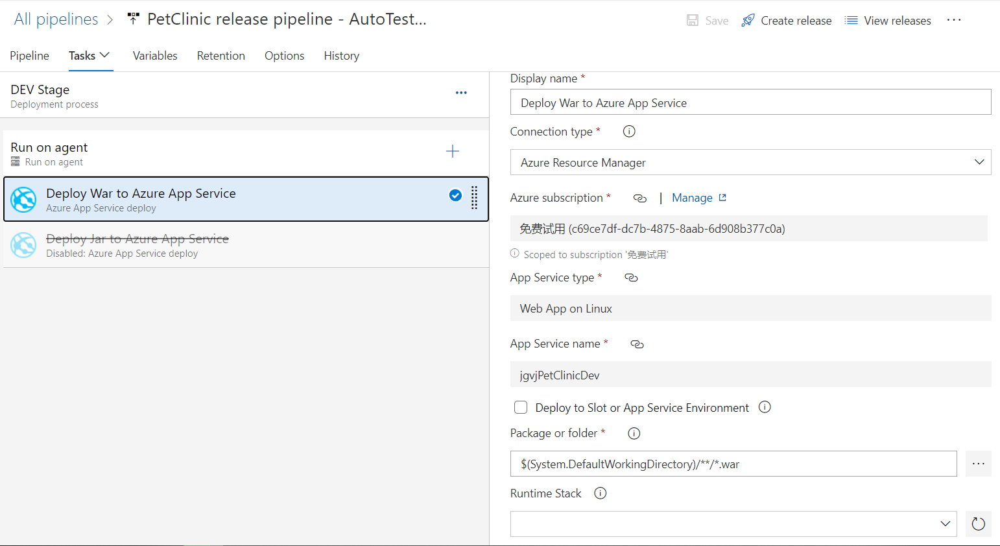 All pipelines > PetClinic release pipeline - AutoTest...
Save Create release View releases ...
Pipeline Tasks Variables Retention Options History
DEV Stage
Deployment process
Run on agent
Run on agent
Deploy War to Azure App Service
Azure App Service deploy
Deploy Jar to Azure App Service
Disabled: Azure App Service deploy
Display name *
Deploy War to Azure App Service
Connection type *
Azure Resource Manager
Azure subscription * | Manage
免费试用 (c69ce7df-dc7b-4875-8aab-6d908b377c0a)
Scoped to subscription '免费试用'
App Service type *
Web App on Linux
App Service name *
jgvjPetClinicDev
Deploy to Slot or App Service Environment
Package or folder *
$(System.DefaultWorkingDirectory)/**/*.war
Runtime Stack